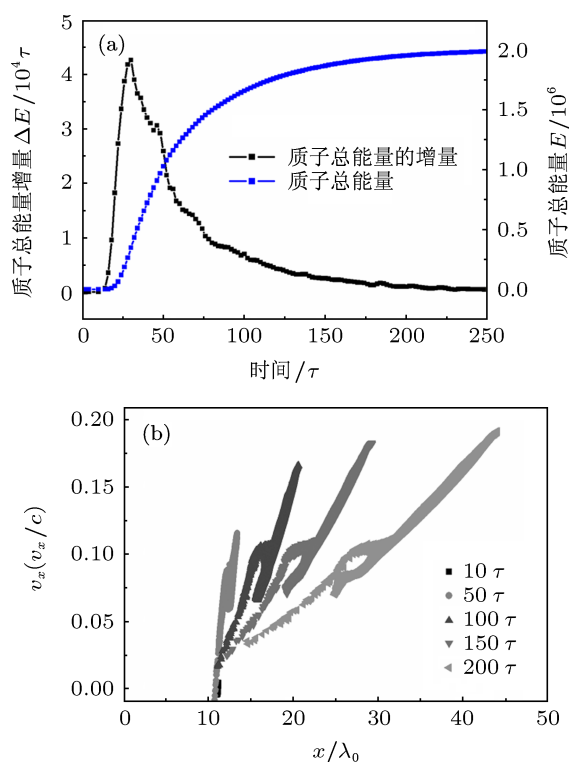 (a)
质子总能量增量 ΔE/10⁴τ
5
4
3
2
1
0
质子总能量的增量
质子总能量
2.0
1.5
1.0
0.5
0.0
质子总能量 E/10⁶
0 50 100 150 200 250
时间/τ
(b)
vₓ(vₓ/c)
0.20
0.15
0.10
0.05
0.00
10 τ
50 τ
100 τ
150 τ
200 τ
0 10 20 30 40 50
x/λ₀